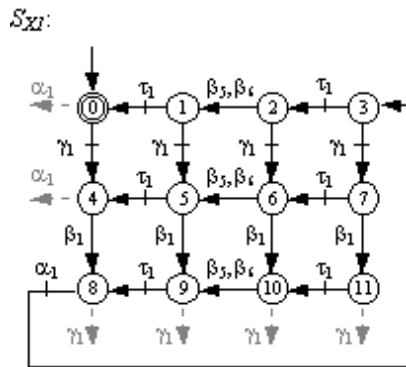 S_X1:
α₁ 0 τ₁ 1 β₅, β₆ 2 τ₁ 3
γ₁ γ₁ γ₁ γ₁
α₁ 4 τ₁ 5 β₅, β₆ 6 τ₁ 7
β₁ β₁ β₁ β₁
α₁ 8 τ₁ 9 β₅, β₆ 10 τ₁ 11
γ₁ γ₁ γ₁ γ₁